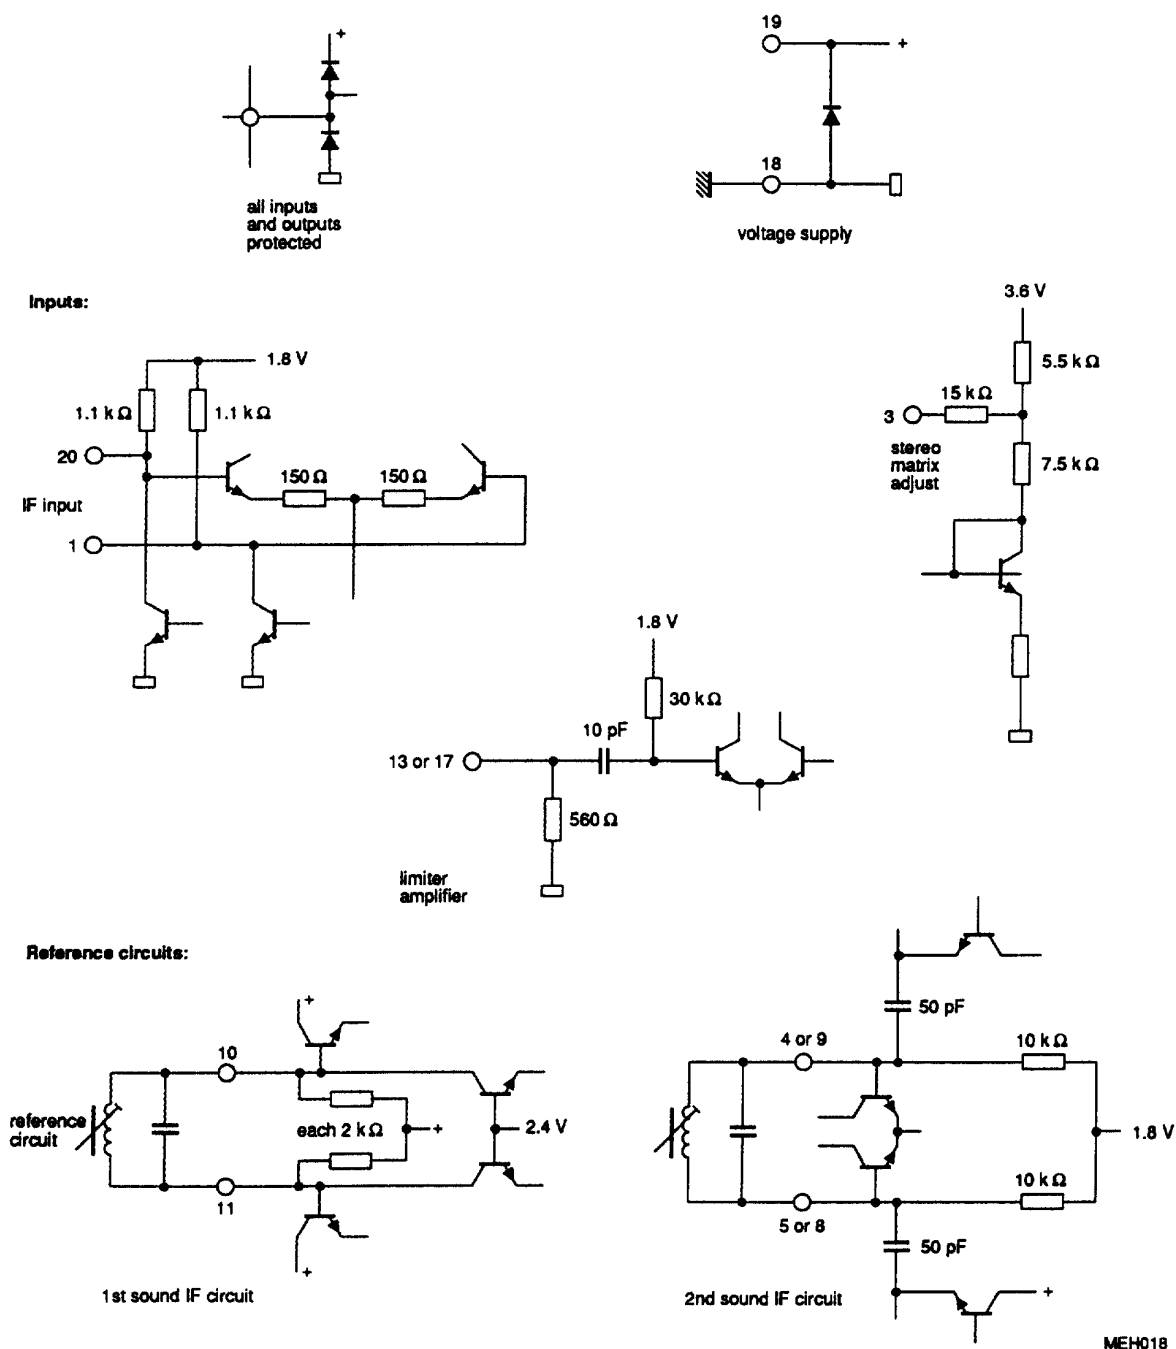 +
19
+
18
all inputs
and outputs
protected
voltage supply
Inputs:
3.6 V
1.8 V
5.5 kΩ
1.1 kΩ
1.1 kΩ
15 kΩ
3
20
stereo
matrix
adjust
7.5 kΩ
150 Ω
150 Ω
IF input
1
1.8 V
30 kΩ
10 pF
13 or 17
560 Ω
limiter
amplifier
Reference circuits:
+
50 pF
10
4 or 9
10 kΩ
reference
circuit
each 2 kΩ
+
2.4 V
1.8 V
10 kΩ
11
5 or 8
50 pF
+
+
1st sound IF circuit
2nd sound IF circuit
MEH018